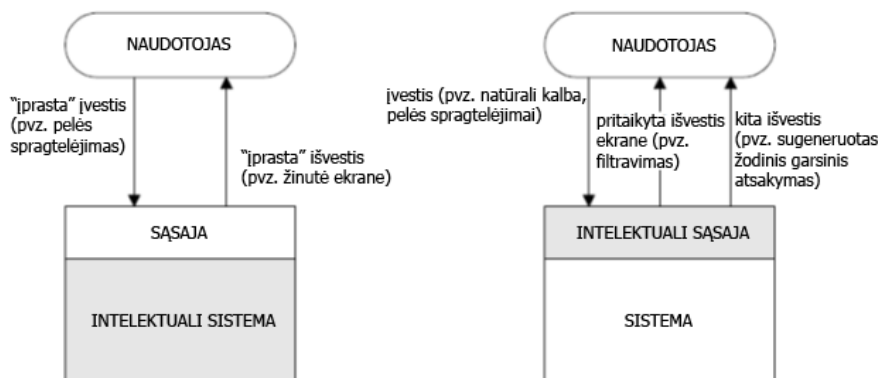 NAUDOTOJAS
"įprasta" įvestis
(pvz. pelės
spragtelėjimas)
"įprasta" išvestis
(pvz. žinutė ekrane)
SĄSAJA
INTELEKTUALI SISTEMA
NAUDOTOJAS
įvestis (pvz. natūrali kalba,
pelės spragtelėjimai)
pritaikyta išvestis
ekrane (pvz.
filtravimas)
kita išvestis
(pvz. sugeneruotas
žodinis garsinis
atsakymas)
INTELEKTUALI SĄSAJA
SISTEMA